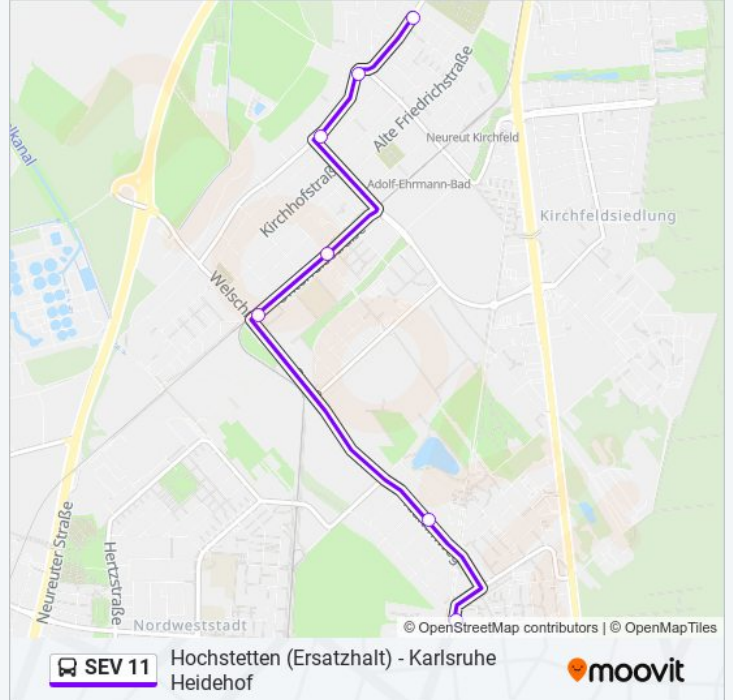 Alte Friedrichstraße
Neureut Kirchfeld
Adolf-Ehrmann-Bad
Kirchhofstraß
Kirchfeldsiedlung
Welsch
Neureuter Straße
Hertzstraße
Nordweststadt
© OpenStreetMap contributors | © OpenMapTiles
SEV 11
Hochstetten (Ersatzhalt) - Karlsruhe
Heidehof
moovit